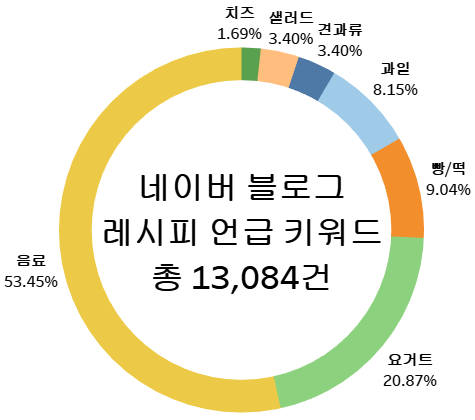 치즈
1.69%
샐러드
3.40%
견과류
3.40%
과일
8.15%
빵/떡
9.04%
네이버 블로그
레시피 언급 키워드
총 13,084건
음료
53.45%
요거트
20.87%